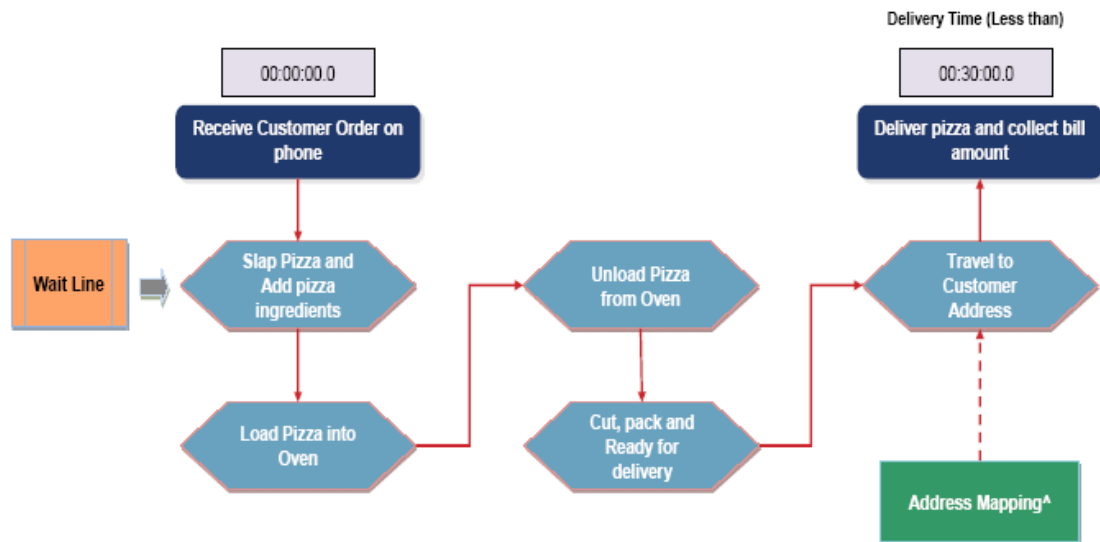 Delivery Time (Less than)
00:00:00.0
00:30:00.0
Receive Customer Order on
phone
Deliver pizza and collect bill
amount
Wait Line
Slap Pizza and
Add pizza
ingredients
Unload Pizza
from Oven
Travel to
Customer
Address
Load Pizza into
Oven
Cut, pack and
Ready for
delivery
Address Mapping^